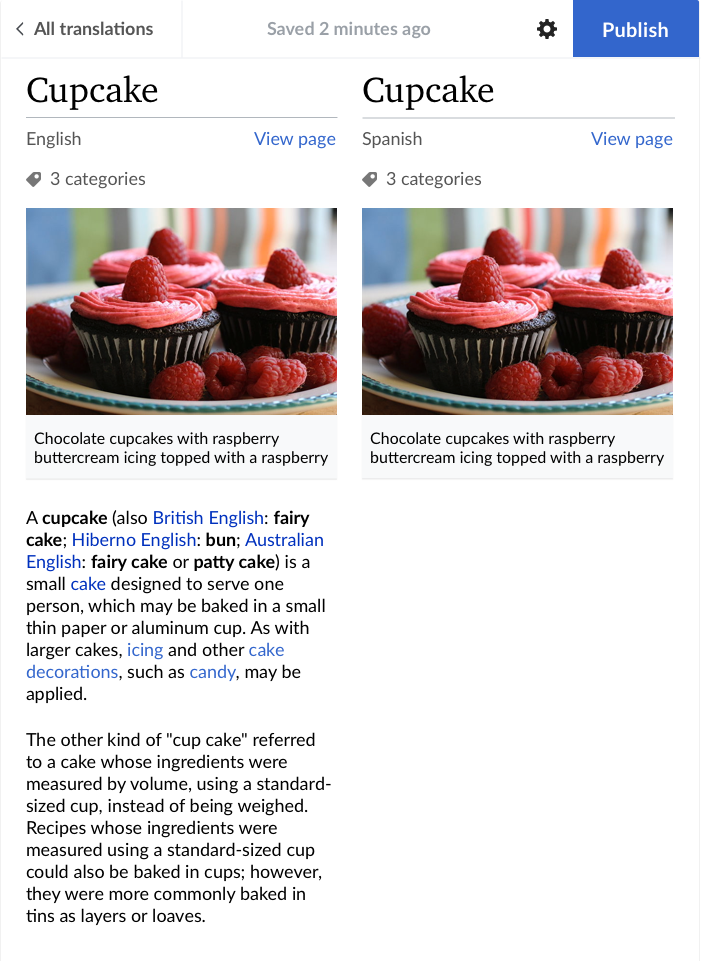 All translations
Saved 2 minutes ago
Publish
Cupcake
English
View page
3 categories
Chocolate cupcakes with raspberry
buttercream icing topped with a raspberry
A cupcake (also British English: fairy
cake; Hiberno English: bun; Australian
English: fairy cake or patty cake) is a
small cake designed to serve one
person, which may be baked in a small
thin paper or aluminum cup. As with
larger cakes, icing and other cake
decorations, such as candy, may be
applied.
The other kind of "cup cake" referred
to a cake whose ingredients were
measured by volume, using a standard-
sized cup, instead of being weighed.
Recipes whose ingredients were
measured using a standard-sized cup
could also be baked in cups; however,
they were more commonly baked in
tins as layers or loaves.
Cupcake
Spanish
View page
3 categories
Chocolate cupcakes with raspberry
buttercream icing topped with a raspberry